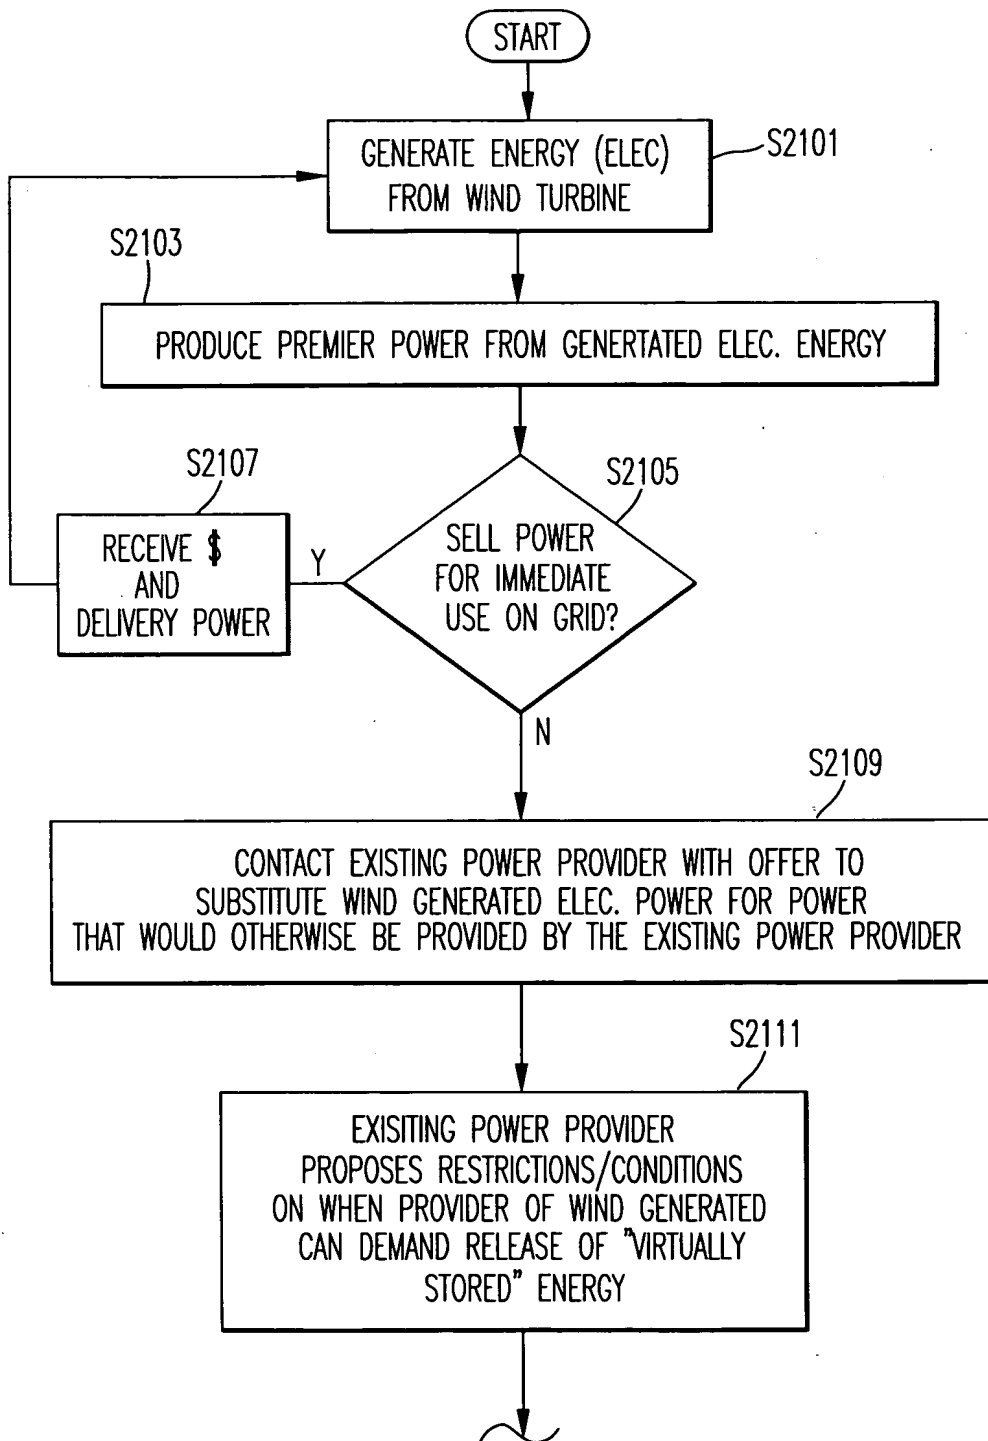 START
GENERATE ENERGY (ELEC)
FROM WIND TURBINE
S2101
S2103
PRODUCE PREMIER POWER FROM GENERTATED ELEC. ENERGY
S2107
RECEIVE $
AND
DELIVERY POWER
Y
S2105
SELL POWER
FOR IMMEDIATE
USE ON GRID?
N
S2109
CONTACT EXISTING POWER PROVIDER WITH OFFER TO
SUBSTITUTE WIND GENERATED ELEC. POWER FOR POWER
THAT WOULD OTHERWISE BE PROVIDED BY THE EXISTING POWER PROVIDER
S2111
EXISITING POWER PROVIDER
PROPOSES RESTRICTIONS/CONDITIONS
ON WHEN PROVIDER OF WIND GENERATED
CAN DEMAND RELEASE OF "VIRTUALLY
STORED" ENERGY